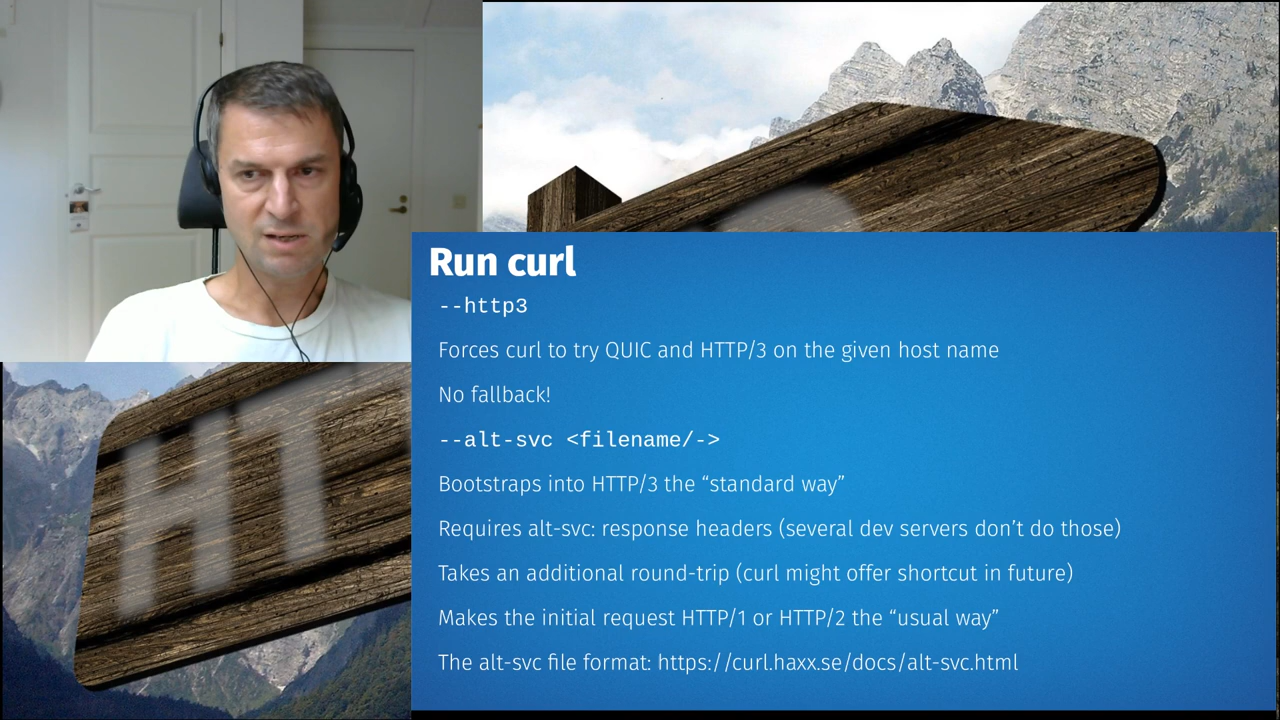 Run curl
--http3
Forces curl to try QUIC and HTTP/3 on the given host name
No fallback!
--alt-svc <filename/->
Bootstraps into HTTP/3 the “standard way”
Requires alt-svc: response headers (several dev servers don’t do those)
Takes an additional round-trip (curl might offer shortcut in future)
Makes the initial request HTTP/1 or HTTP/2 the “usual way”
The alt-svc file format: https://curl.haxx.se/docs/alt-svc.html
HT